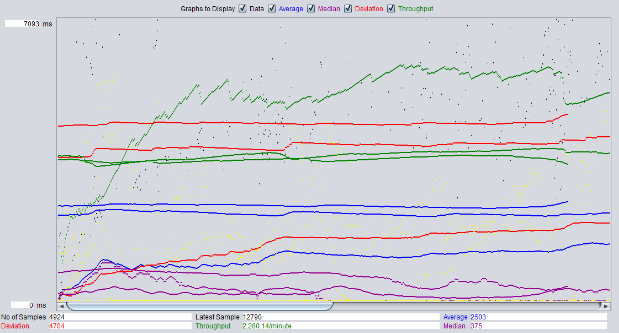 Graphs to Display Data Average Median Deviation Throughput
7093 ms
0 ms
No of Samples 4924 Latest Sample 12790 Average 2503
Deviation 4704 Throughput 2,280.14/minute Median 375